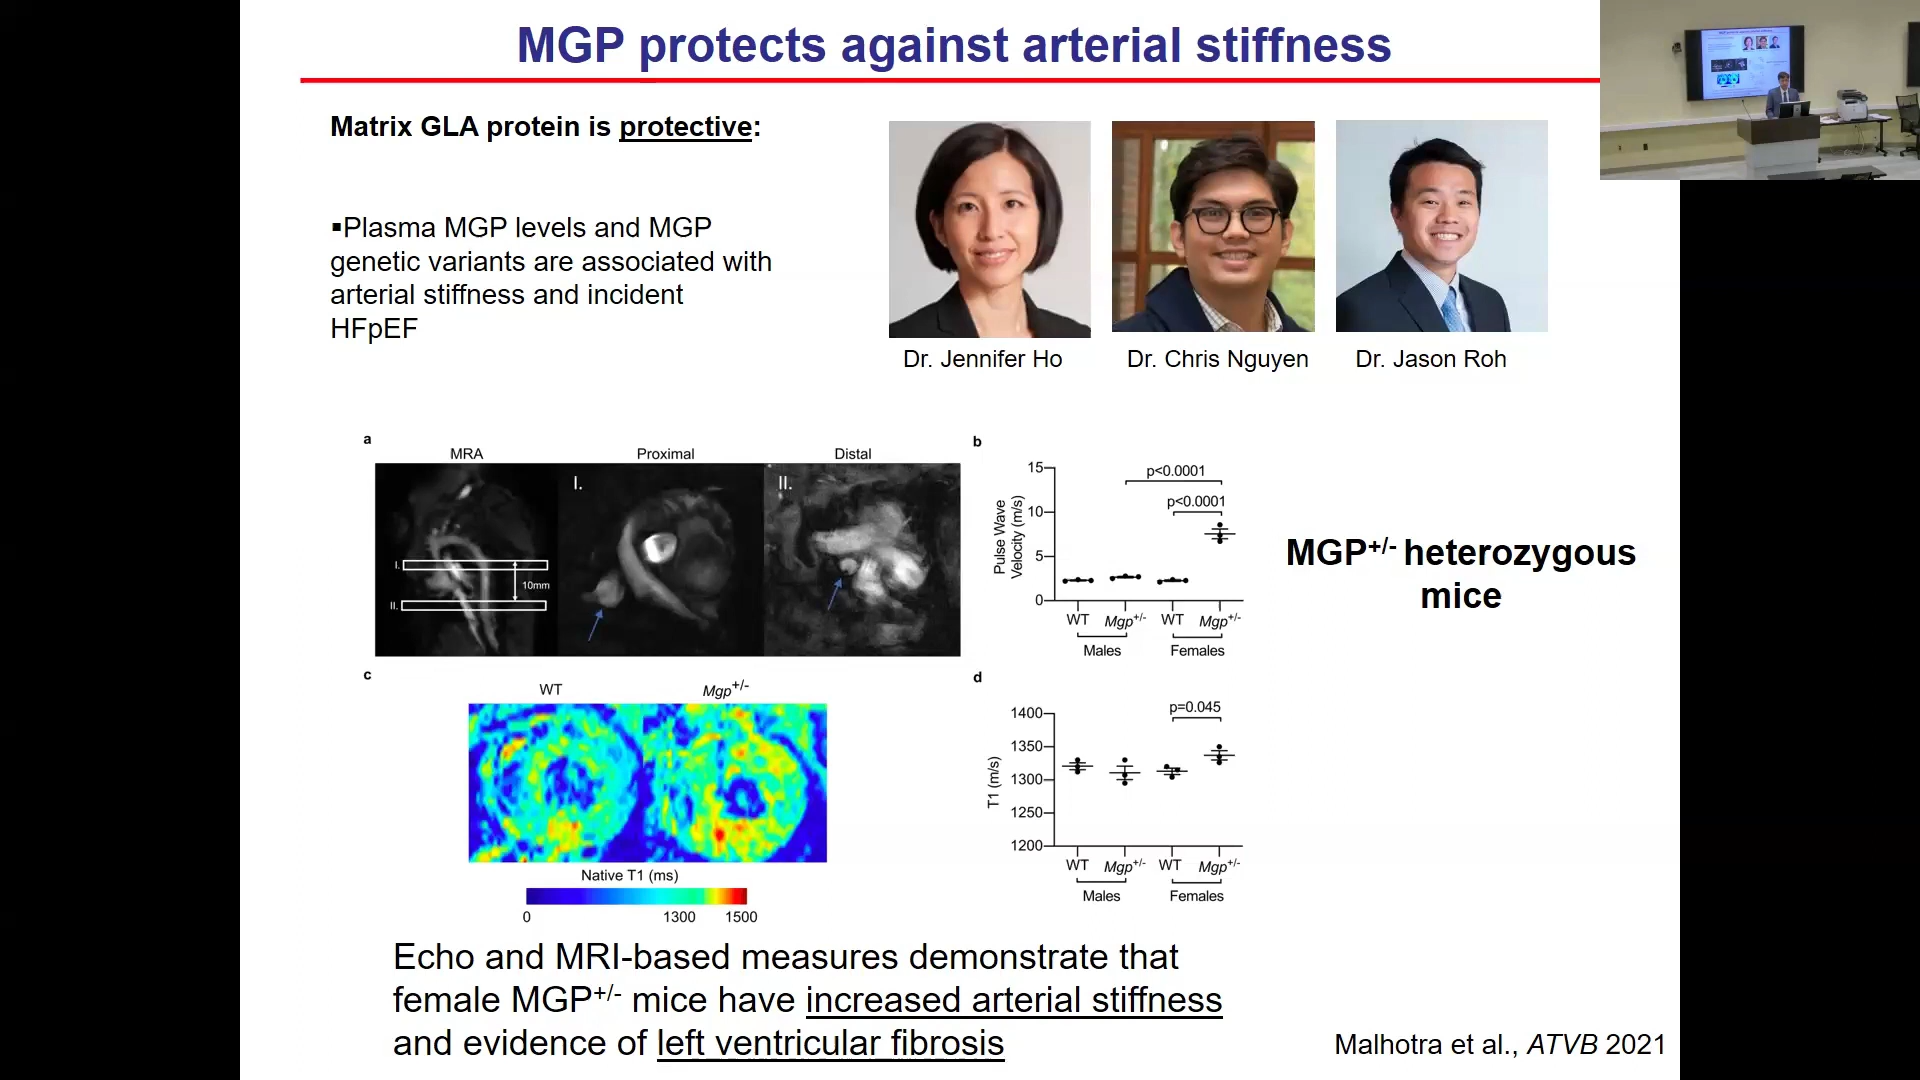 MGP protects against arterial stiffness
Matrix GLA protein is protective:
▪Plasma MGP levels and MGP
genetic variants are associated with
arterial stiffness and incident
HFpEF
Dr. Jennifer Ho
Dr. Chris Nguyen
Dr. Jason Roh
a
MRA
Proximal
Distal
I.
II.
I.
10mm
II.
b
Pulse Wave
Velocity (m/s)
15
10
5
0
p<0.0001
p<0.0001
WT
Mgp+/-
WT
Mgp+/-
Males
Females
MGP+/- heterozygous
mice
c
WT
Mgp+/-
Native T1 (ms)
0
1300
1500
d
T1 (m/s)
1400
1350
1300
1250
1200
p=0.045
WT
Mgp+/-
WT
Mgp+/-
Males
Females
Echo and MRI-based measures demonstrate that
female MGP+/- mice have increased arterial stiffness
and evidence of left ventricular fibrosis
Malhotra et al., ATVB 2021